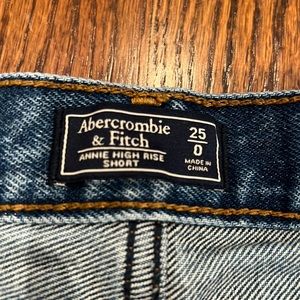 Abercrombie
& Fitch
ANNIE HIGH RISE
SHORT
25
0
MADE IN
CHINA